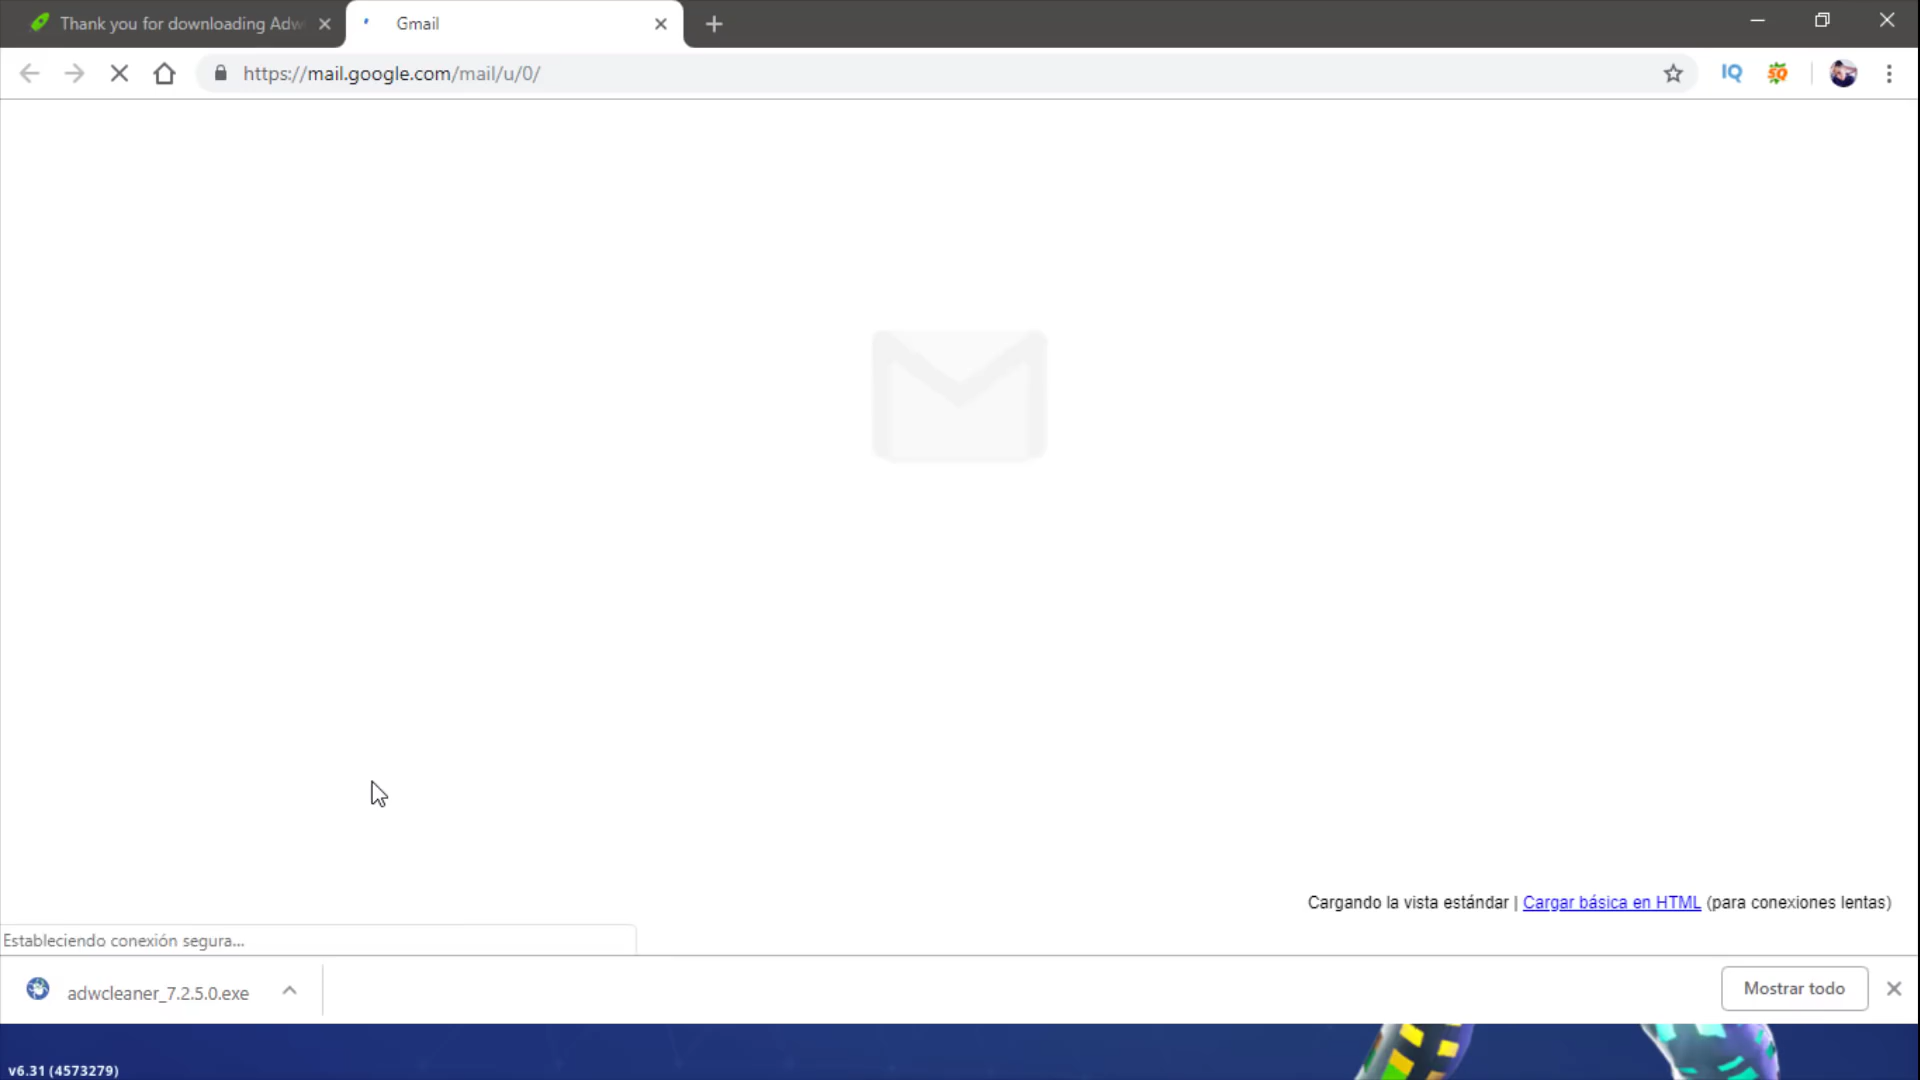 Thank you for downloading Adw
Gmail
https://mail.google.com/mail/u/0/
IQ
SQ
Cargando la vista estándar | Cargar básica en HTML (para conexiones lentas)
Estableciendo conexión segura...
adwcleaner_7.2.5.0.exe
Mostrar todo
v6.31 (4573279)